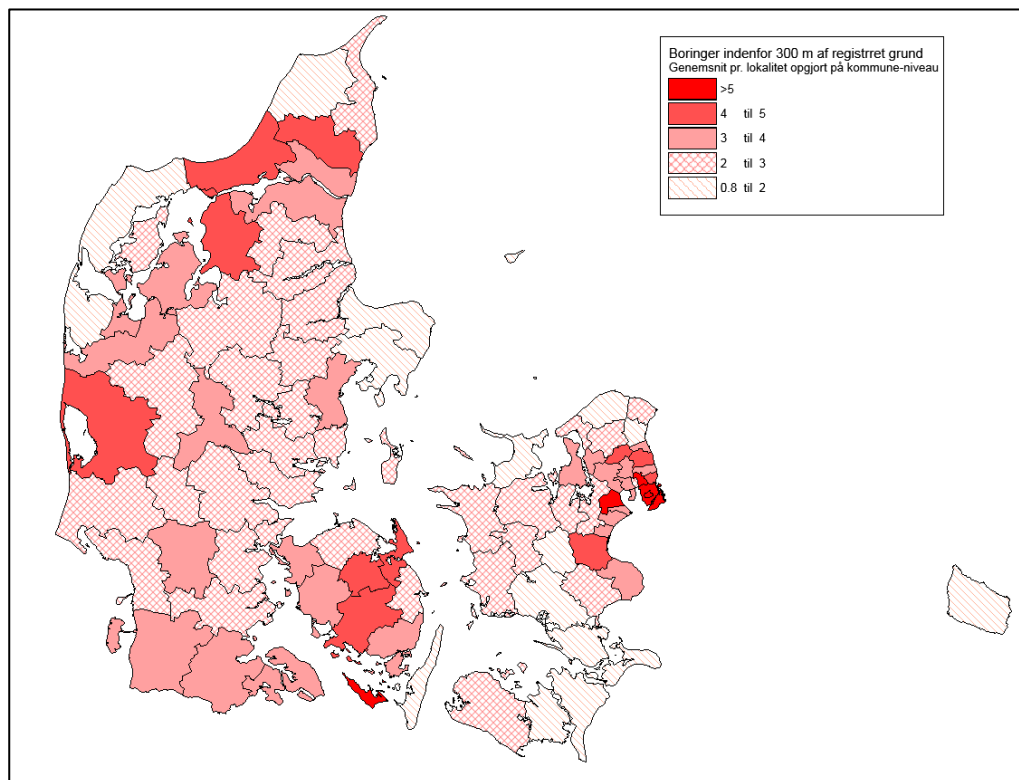 Boringer indenfor 300 m af registrret grund
Genemsnit pr. lokalitet opgjort på kommune-niveau
>5
4 til 5
3 til 4
2 til 3
0.8 til 2